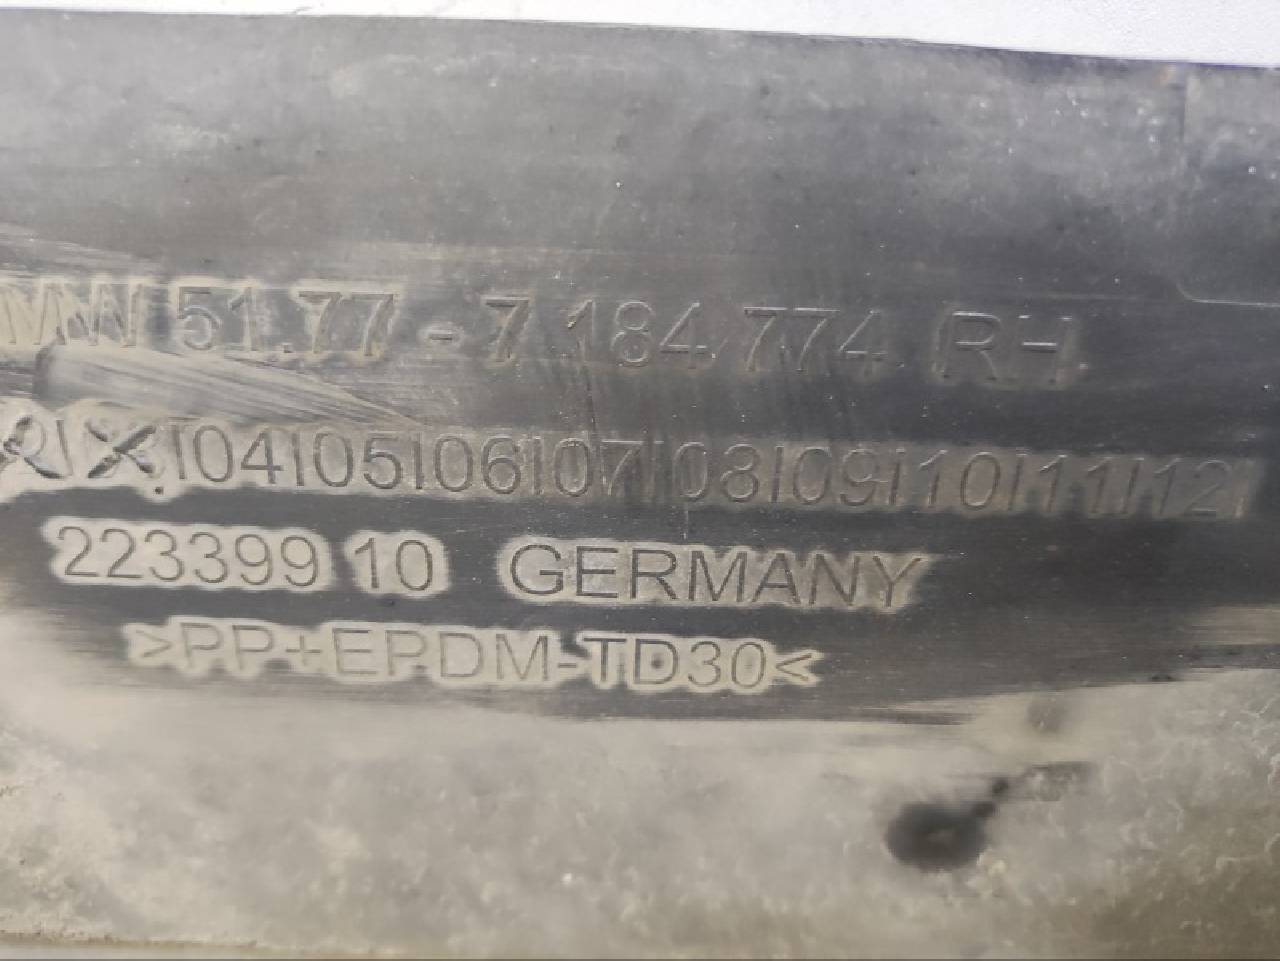 MW 51.77-7 184 774 RH
X|04|05|06|07|08|09|10|11|12|
223399 10 GERMANY
>PP+EPDM-TD30<